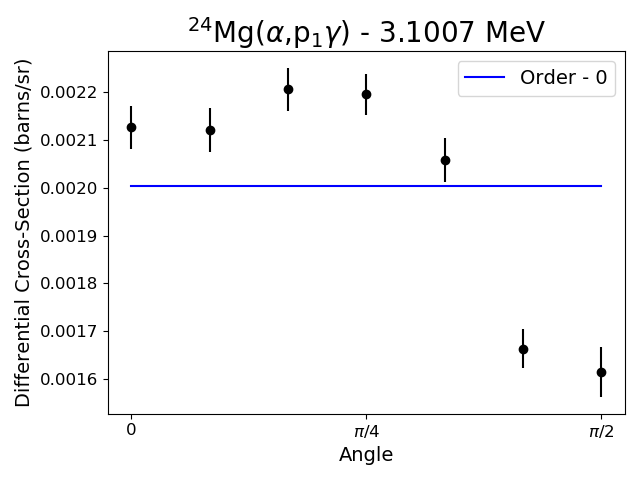 ²⁴Mg(α,p₁γ) - 3.1007 MeV
Order - 0
Differential Cross-Section (barns/sr)
0.0022
0.0021
0.0020
0.0019
0.0018
0.0017
0.0016
0
π/4
π/2
Angle